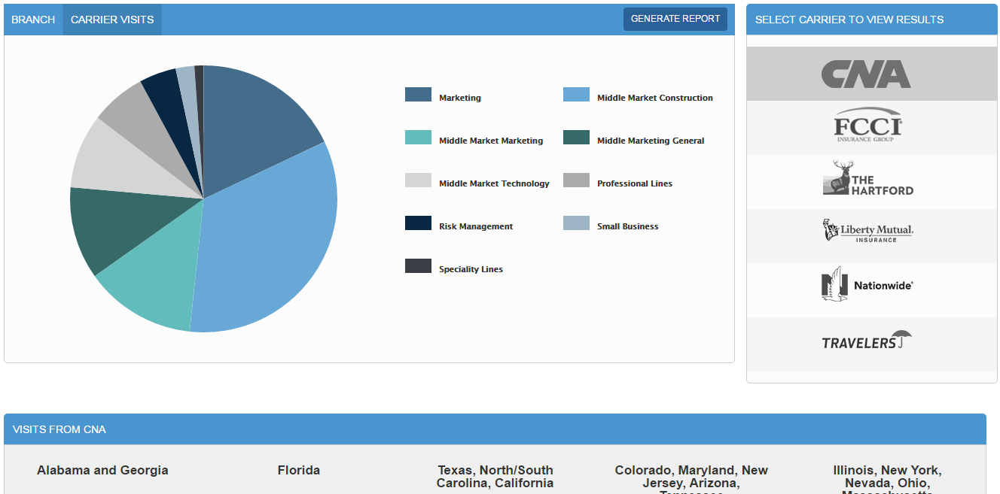 BRANCH CARRIER VISITS GENERATE REPORT
Marketing
Middle Market Construction
Middle Market Marketing
Middle Marketing General
Middle Market Technology
Professional Lines
Risk Management
Small Business
Speciality Lines
SELECT CARRIER TO VIEW RESULTS
CNA
FCCI
INSURANCE GROUP
THE
HARTFORD
Liberty Mutual.
INSURANCE
Nationwide®
TRAVELERS
VISITS FROM CNA
Alabama and Georgia
Florida
Texas, North/South
Carolina, California
Colorado, Maryland, New
Jersey, Arizona,
Tennessee
Illinois, New York,
Nevada, Ohio,
Massachusetts